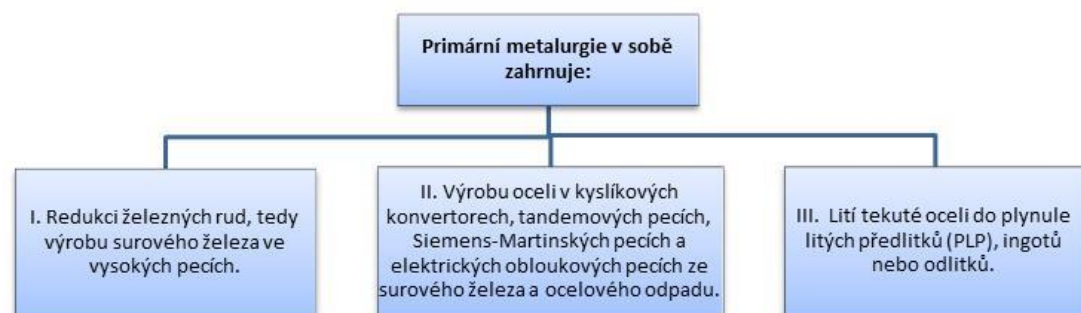 Primární metalurgie v sobě
zahrnuje:
I. Redukci železných rud, tedy
výrobu surového železa ve
vysokých pecích.
II. Výrobu oceli v kyslíkových
konvertorech, tandemových pecích,
Siemens-Martinských pecích a
elektrických obloukových pecích ze
surového železa a ocelového odpadu.
III. Lití tekuté oceli do plynule
litých předlitků (PLP), ingotů
nebo odlitků.